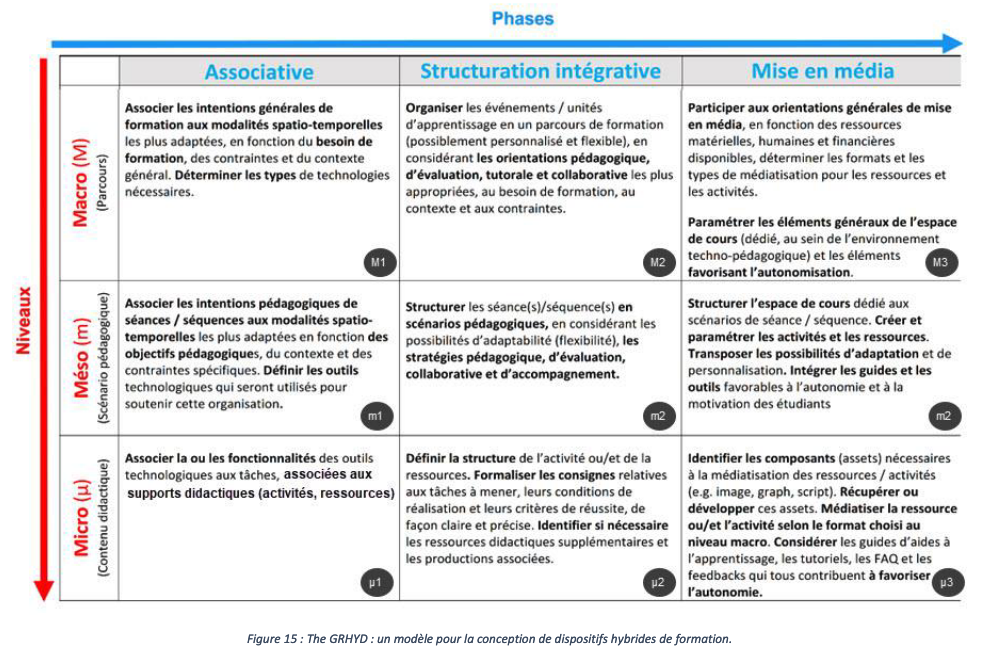 Phases
Associative
Structuration intégrative
Mise en média
Niveaux
Macro (M)
(Parcours)
Associer les intentions générales de
formation aux modalités spatio-temporelles
les plus adaptées, en fonction du besoin de
formation, des contraintes et du contexte
général. Déterminer les types de technologies
nécessaires.
M1
Organiser les événements / unités
d'apprentissage en un parcours de formation
(possiblement personnalisé et flexible), en
considérant les orientations pédagogique,
d'évaluation, tutorale et collaborative les plus
appropriées, au besoin de formation, au
contexte et aux contraintes.
M2
Participer aux orientations générales de mise
en média, en fonction des ressources
matérielles, humaines et financières
disponibles, déterminer les formats et les
types de médiatisation pour les ressources et
les activités.
Paramétrer les éléments généraux de l'espace
de cours (dédié, au sein de l'environnement
techno-pédagogique) et les éléments
favorisant l'autonomisation.
M3
Méso (m)
(Scénario pédagogique)
Associer les intentions pédagogiques de
séances / séquences aux modalités spatio-
temporelles les plus adaptées en fonction des
objectifs pédagogiques, du contexte et des
contraintes spécifiques. Définir les outils
technologiques qui seront utilisés pour
soutenir cette organisation.
m1
Structurer les séance(s)/séquence(s) en
scénarios pédagogiques, en considérant les
possibilités d'adaptabilité (flexibilité), les
stratégies pédagogique, d'évaluation,
collaborative et d'accompagnement.
m2
Structurer l'espace de cours dédié aux
scénarios de séance / séquence. Créer et
paramétrer les activités et les ressources.
Transposer les possibilités d'adaptation et de
personnalisation. Intégrer les guides et les
outils favorables à l'autonomie et à la
motivation des étudiants
m2
Micro (µ)
(Contenu didactique)
Associer la ou les fonctionnalités des outils
technologiques aux tâches, associées aux
supports didactiques (activités, ressources)
µ1
Définir la structure de l'activité ou/et de la
ressources. Formaliser les consignes relatives
aux tâches à mener, leurs conditions de
réalisation et leurs critères de réussite, de
façon claire et précise. Identifier si nécessaire
les ressources didactiques supplémentaires et
les productions associées.
µ2
Identifier les composants (assets) nécessaires
à la médiatisation des ressources / activités
(e.g. image, graph, script). Récupérer ou
développer ces assets. Médiatiser la ressource
ou/et l'activité selon le format choisi au
niveau macro. Considérer les guides d'aides à
l'apprentissage, les tutoriels, les FAQ et les
feedbacks qui tous contribuent à favoriser
l'autonomie.
µ3
Figure 15 : The GRHYD : un modèle pour la conception de dispositifs hybrides de formation.